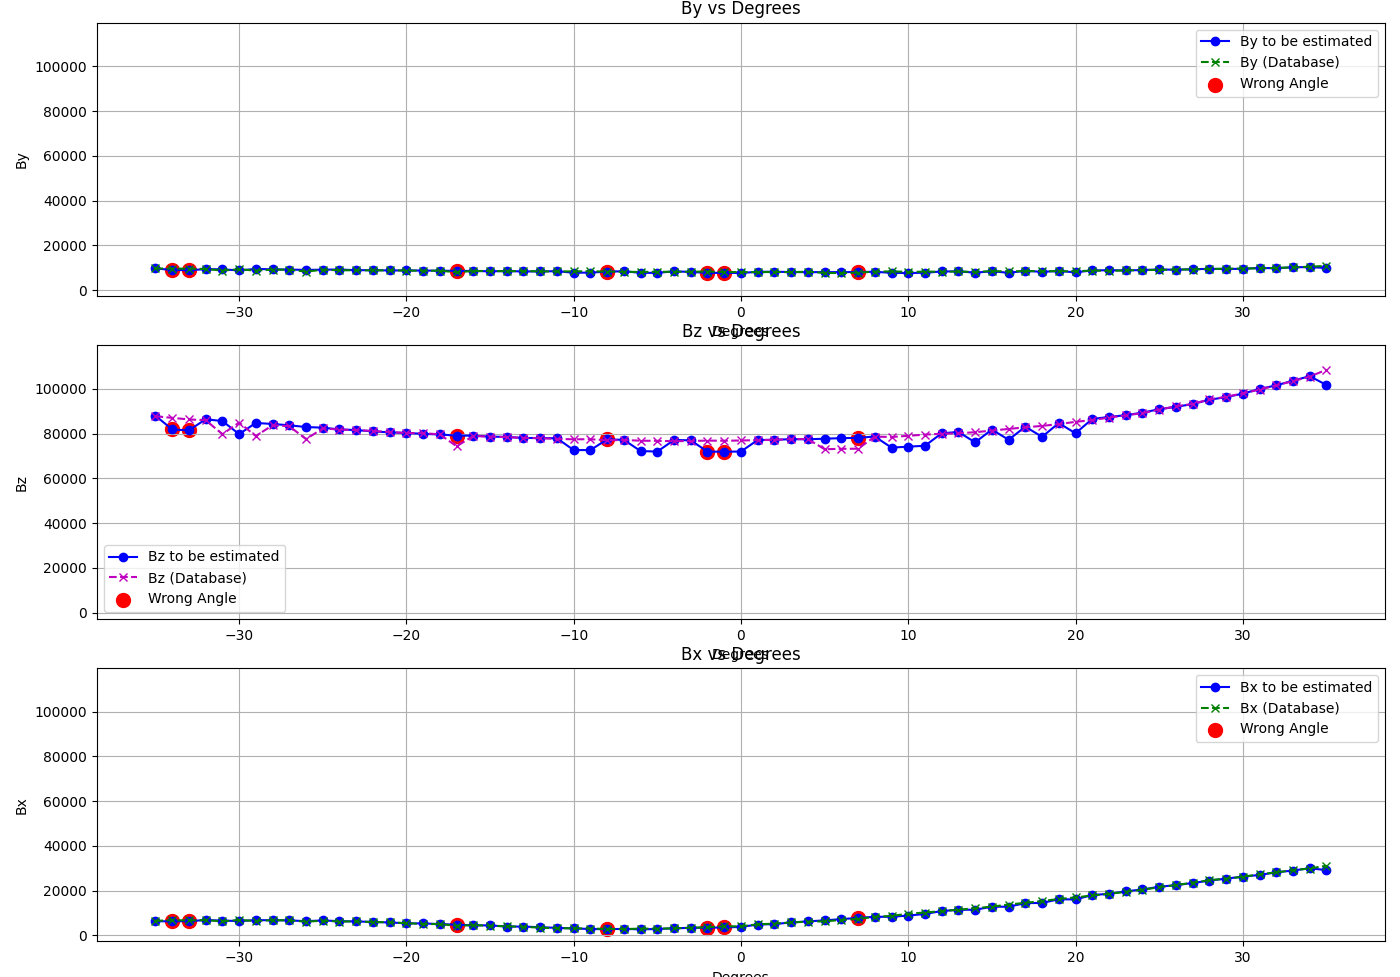 By vs Degrees
By
100000
80000
60000
40000
20000
0
By to be estimated
By (Database)
Wrong Angle
−30
−20
−10
0
10
20
30
Degrees
Bz vs Degrees
Bz
100000
80000
60000
40000
20000
0
Bz to be estimated
Bz (Database)
Wrong Angle
−30
−20
−10
0
10
20
30
Degrees
Bx vs Degrees
Bx
100000
80000
60000
40000
20000
0
Bx to be estimated
Bx (Database)
Wrong Angle
−30
−20
−10
0
10
20
30
Degrees